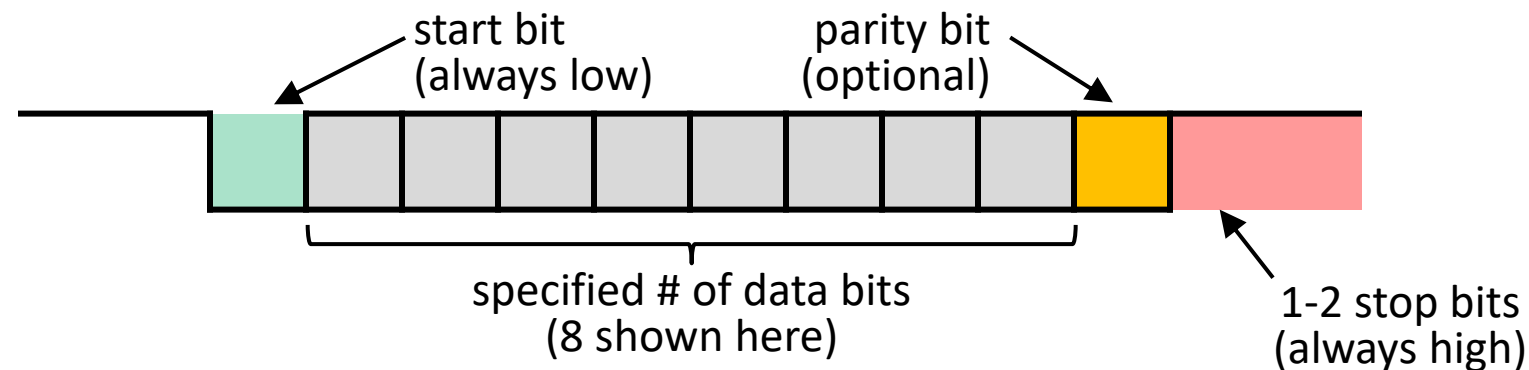 start bit
(always low)
parity bit
(optional)
specified # of data bits
(8 shown here)
1-2 stop bits
(always high)